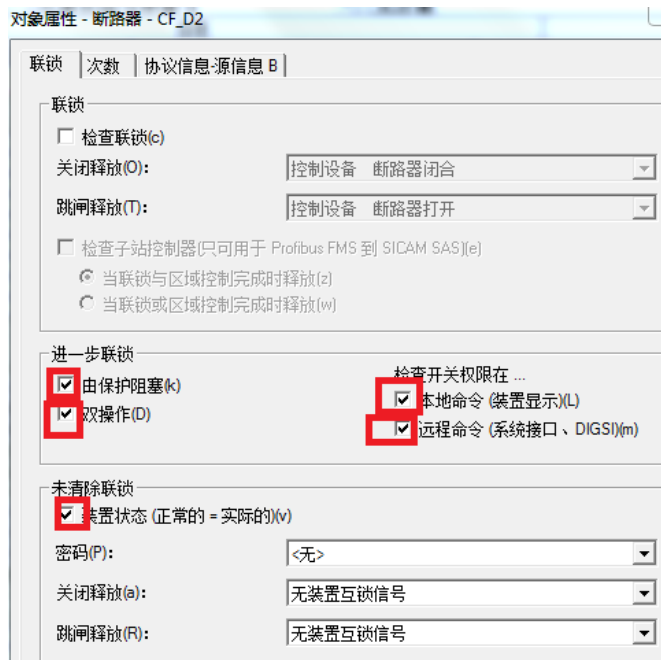 对象属性 - 断路器 - CF_D2
联锁 次数 协议信息-源信息 B
联锁
检查联锁(c)
关闭释放(O): 控制设备 断路器闭合
跳闸释放(T): 控制设备 断路器打开
检查子站控制器(只可用于 Profibus FMS 到 SICAM SAS)(e)
当联锁与区域控制完成时释放(z)
当联锁或区域控制完成时释放(w)
进一步联锁
由保护阻塞(k)
双操作(D)
检查开关权限在 ...
本地命令 (装置显示)(L)
远程命令 (系统接口、DIGSI)(m)
未清除联锁
装置状态 (正常的 = 实际的)(v)
密码(P): <无>
关闭释放(a): 无装置互锁信号
跳闸释放(R): 无装置互锁信号